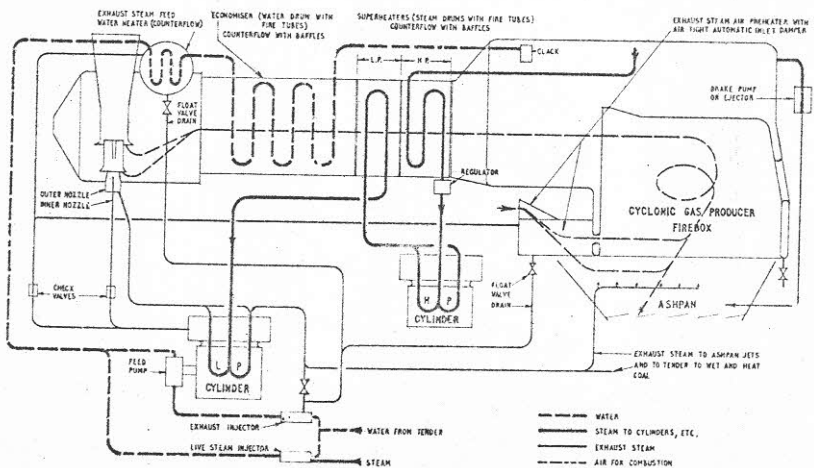 EXHAUST STEAM FEED
WATER HEATER (COUNTERFLOW)
ECONOMISER (WATER DRUM WITH
FIRE TUBES)
COUNTERFLOW WITH BAFFLES
SUPERHEATERS (STEAM DRUMS WITH FIRE TUBES)
COUNTERFLOW WITH BAFFLES
L.P.
H.P.
CLACK
EXHAUST STEAM AIR PREHEATER WITH
AIR TIGHT AUTOMATIC INLET DAMPER
BRAKE PUMP
OR EJECTOR
FLOAT
VALVE
DRAIN
REGULATOR
OUTER NOZZLE
INNER NOZZLE
CYCLONIC GAS PRODUCER
FIREBOX
CHECK
VALVES
H P
CYLINDER
FLOAT
VALVE
DRAIN
ASHPAN
L P
CYLINDER
FEED
PUMP
EXHAUST STEAM TO ASHPAN JETS
AND TO TENDER TO WET AND HEAT
COAL
EXHAUST INJECTOR
WATER FROM TENDER
LIVE STEAM INJECTOR
STEAM
WATER
STEAM TO CYLINDERS, ETC.
EXHAUST STEAM
AIR FOR COMBUSTION